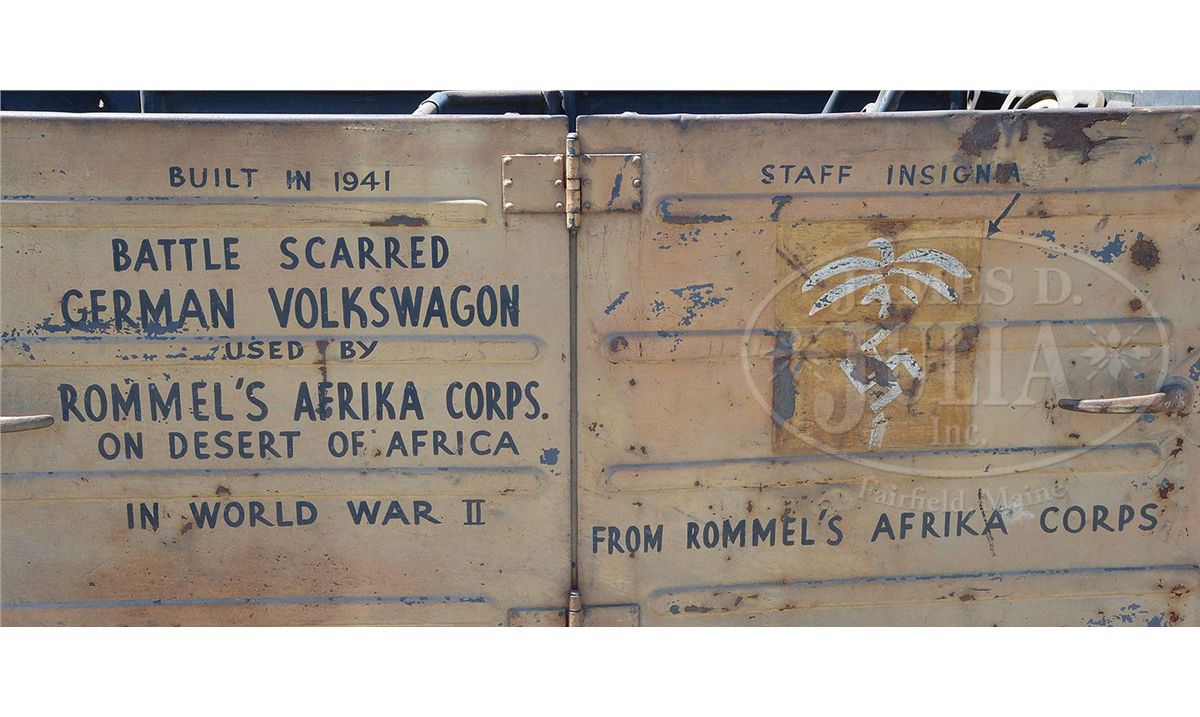 BUILT IN 1941
BATTLE SCARRED
GERMAN VOLKSWAGON
USED BY
ROMMEL'S AFRIKA CORPS.
ON DESERT OF AFRICA
IN WORLD WAR II
STAFF INSIGNIA
FROM ROMMEL'S AFRIKA CORPS
JAMES D.
JULIA
Inc.
Fairfield, Maine